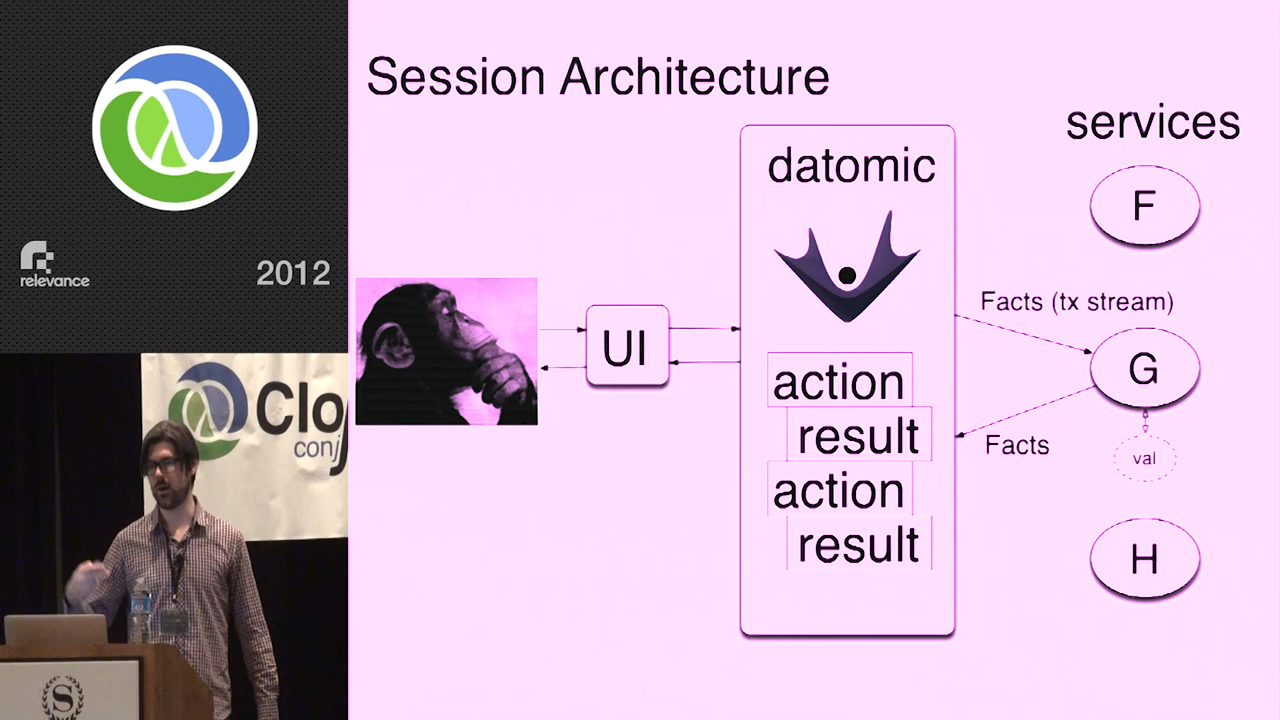 relevance
2012
Clo
conj
S
Session Architecture
services
datomic
F
Facts (tx stream)
UI
G
action
result
Facts
val
action
result
H